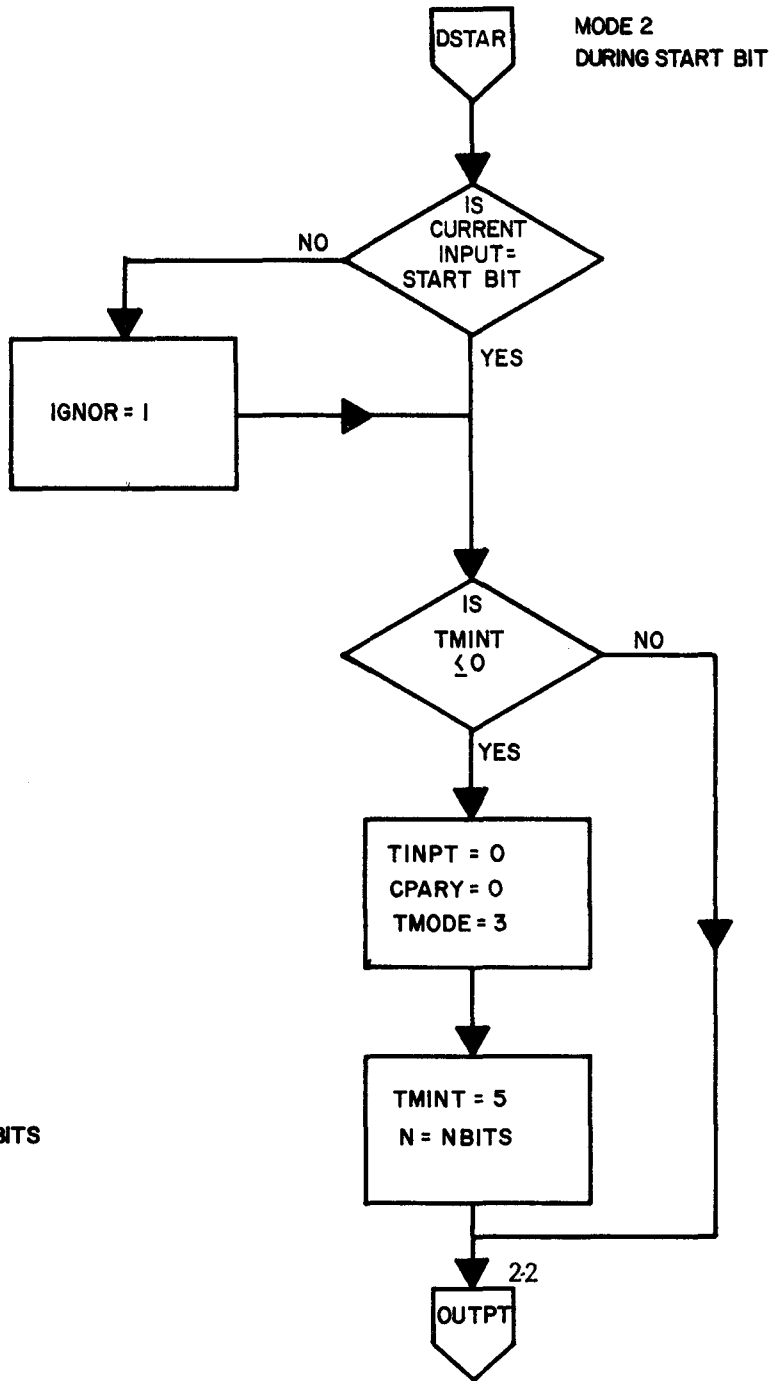 DSTAR
MODE 2
DURING START BIT
IS
CURRENT
INPUT=
START BIT
NO
YES
IGNOR = 1
IS
TMINT
≤0
NO
YES
TINPT = 0
CPARY = 0
TMODE = 3
TMINT = 5
N = NBITS
BITS
2-2
OUTPT